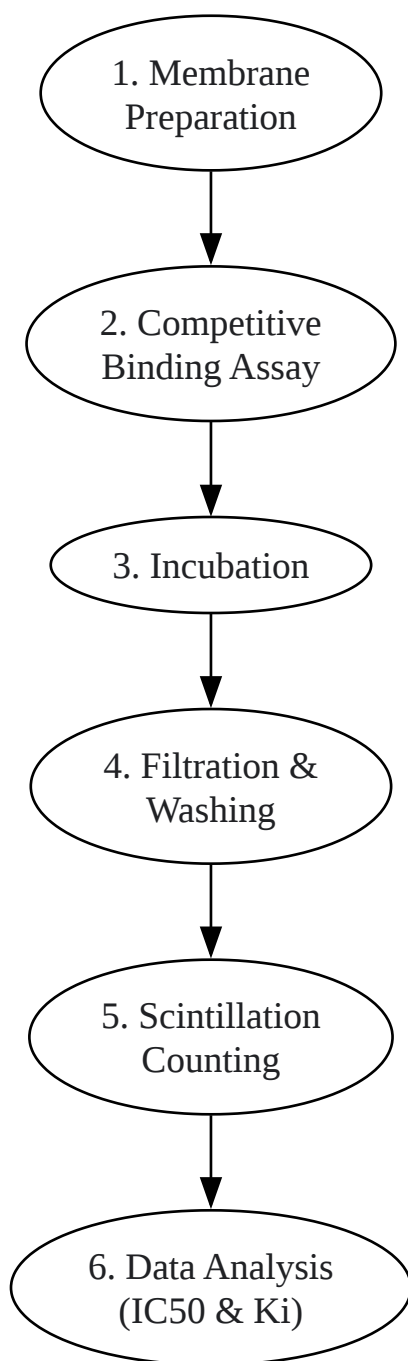 1. Membrane
Preparation
2. Competitive
Binding Assay
3. Incubation
4. Filtration &
Washing
5. Scintillation
Counting
6. Data Analysis
(IC50 & Ki)